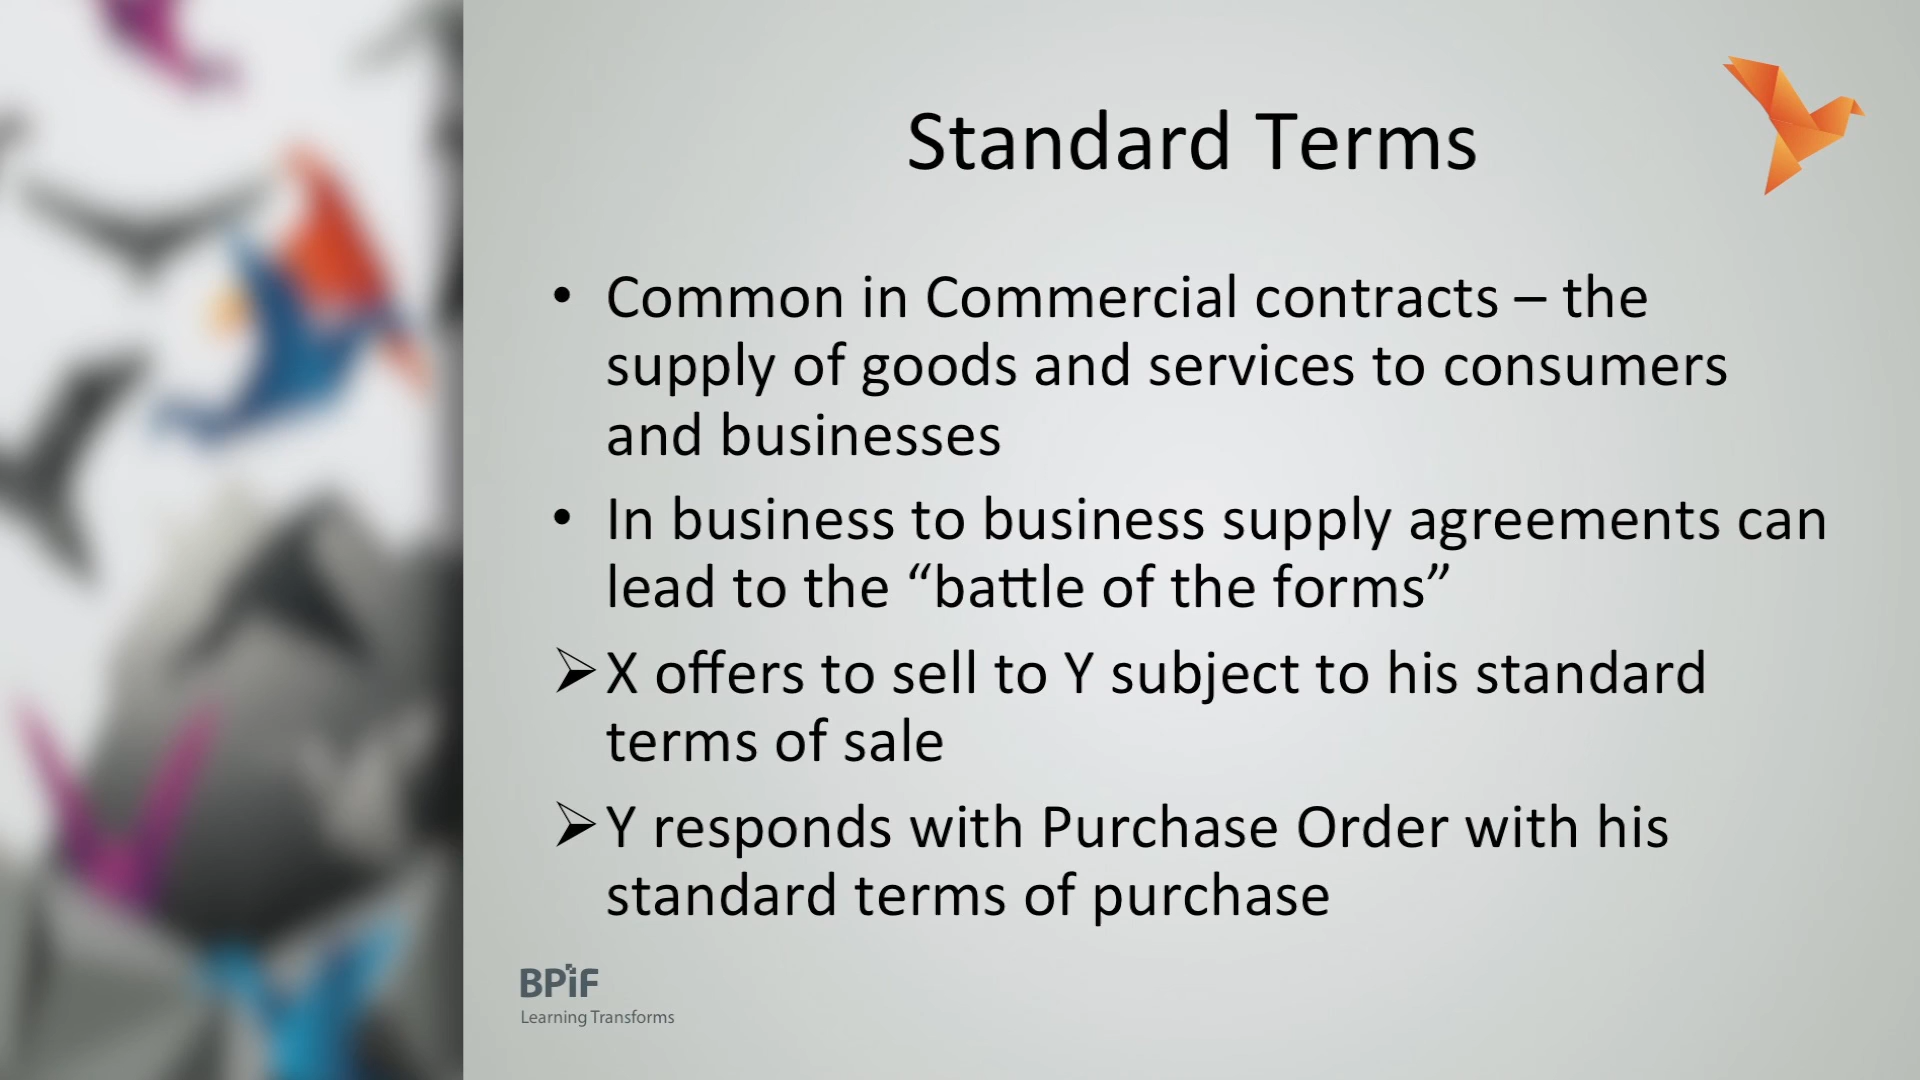 Standard Terms
• Common in Commercial contracts – the
supply of goods and services to consumers
and businesses
• In business to business supply agreements can
lead to the “battle of the forms”
➢ X offers to sell to Y subject to his standard
terms of sale
➢ Y responds with Purchase Order with his
standard terms of purchase
BPiF
Learning Transforms